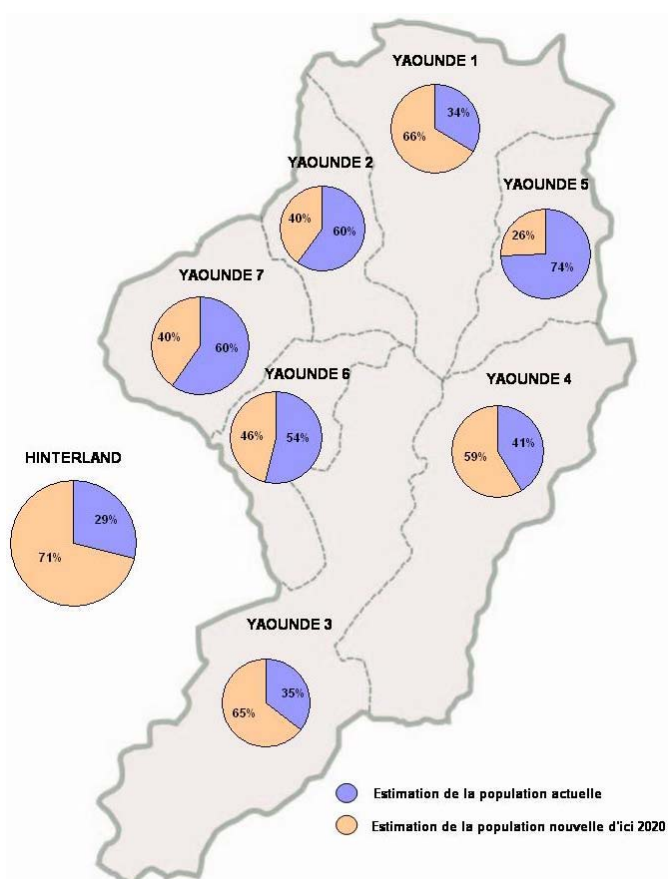 YAOUNDE 1
34%
66%
YAOUNDE 2
40%
60%
YAOUNDE 5
26%
74%
YAOUNDE 7
40%
60%
YAOUNDE 6
46%
54%
YAOUNDE 4
41%
59%
HINTERLAND
29%
71%
YAOUNDE 3
35%
65%
Estimation de la population actuelle
Estimation de la population nouvelle d'ici 2020